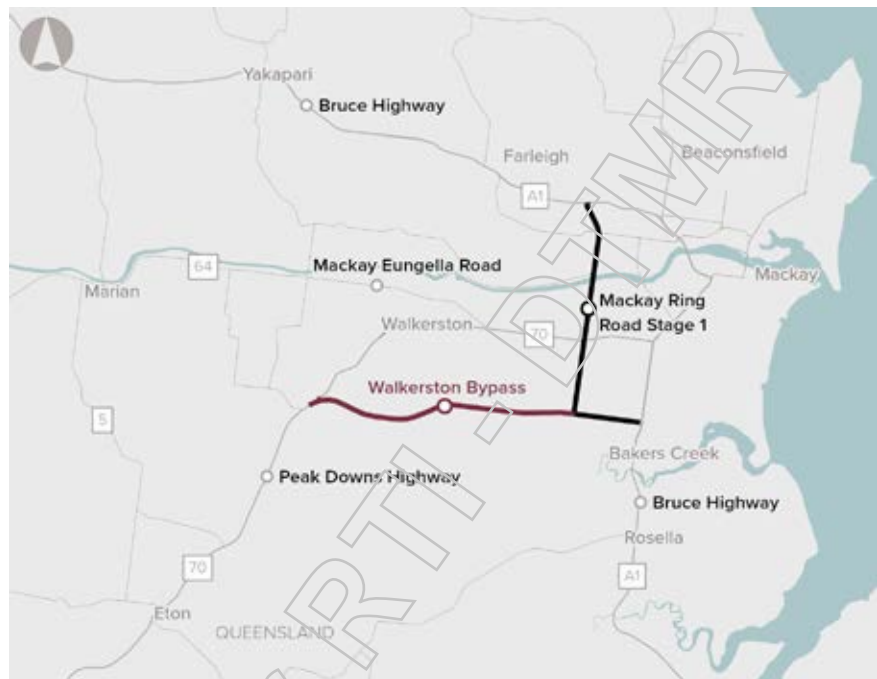 Yakapari
Bruce Highway
Farleigh
Beaconsfield
A1
64
Mackay Eungella Road
Mackay
Marian
Mackay Ring
Road Stage 1
Walkerston
70
Walkerston Bypass
5
Bakers Creek
Peak Downs Highway
Bruce Highway
Rosella
70
A1
Eton
QUEENSLAND
RTI - DTMR